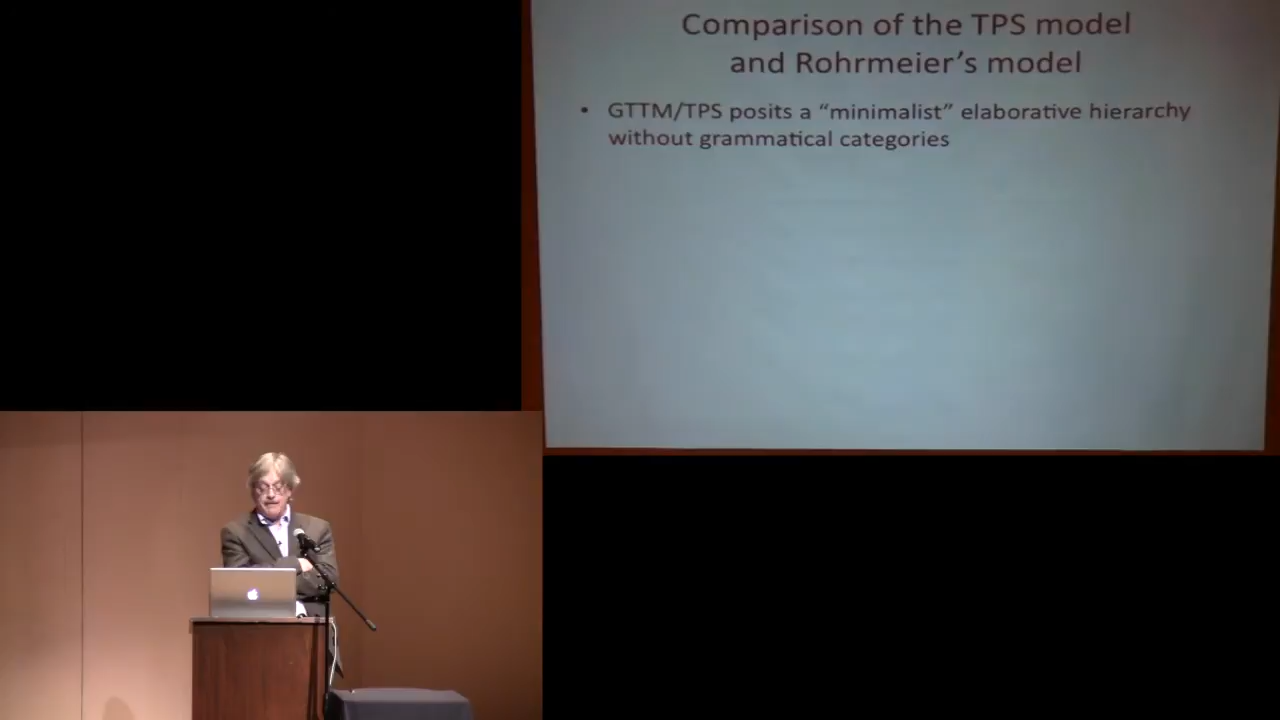 Comparison of the TPS model
and Rohrmeier's model
• GTTM/TPS posits a “minimalist” elaborative hierarchy
without grammatical categories